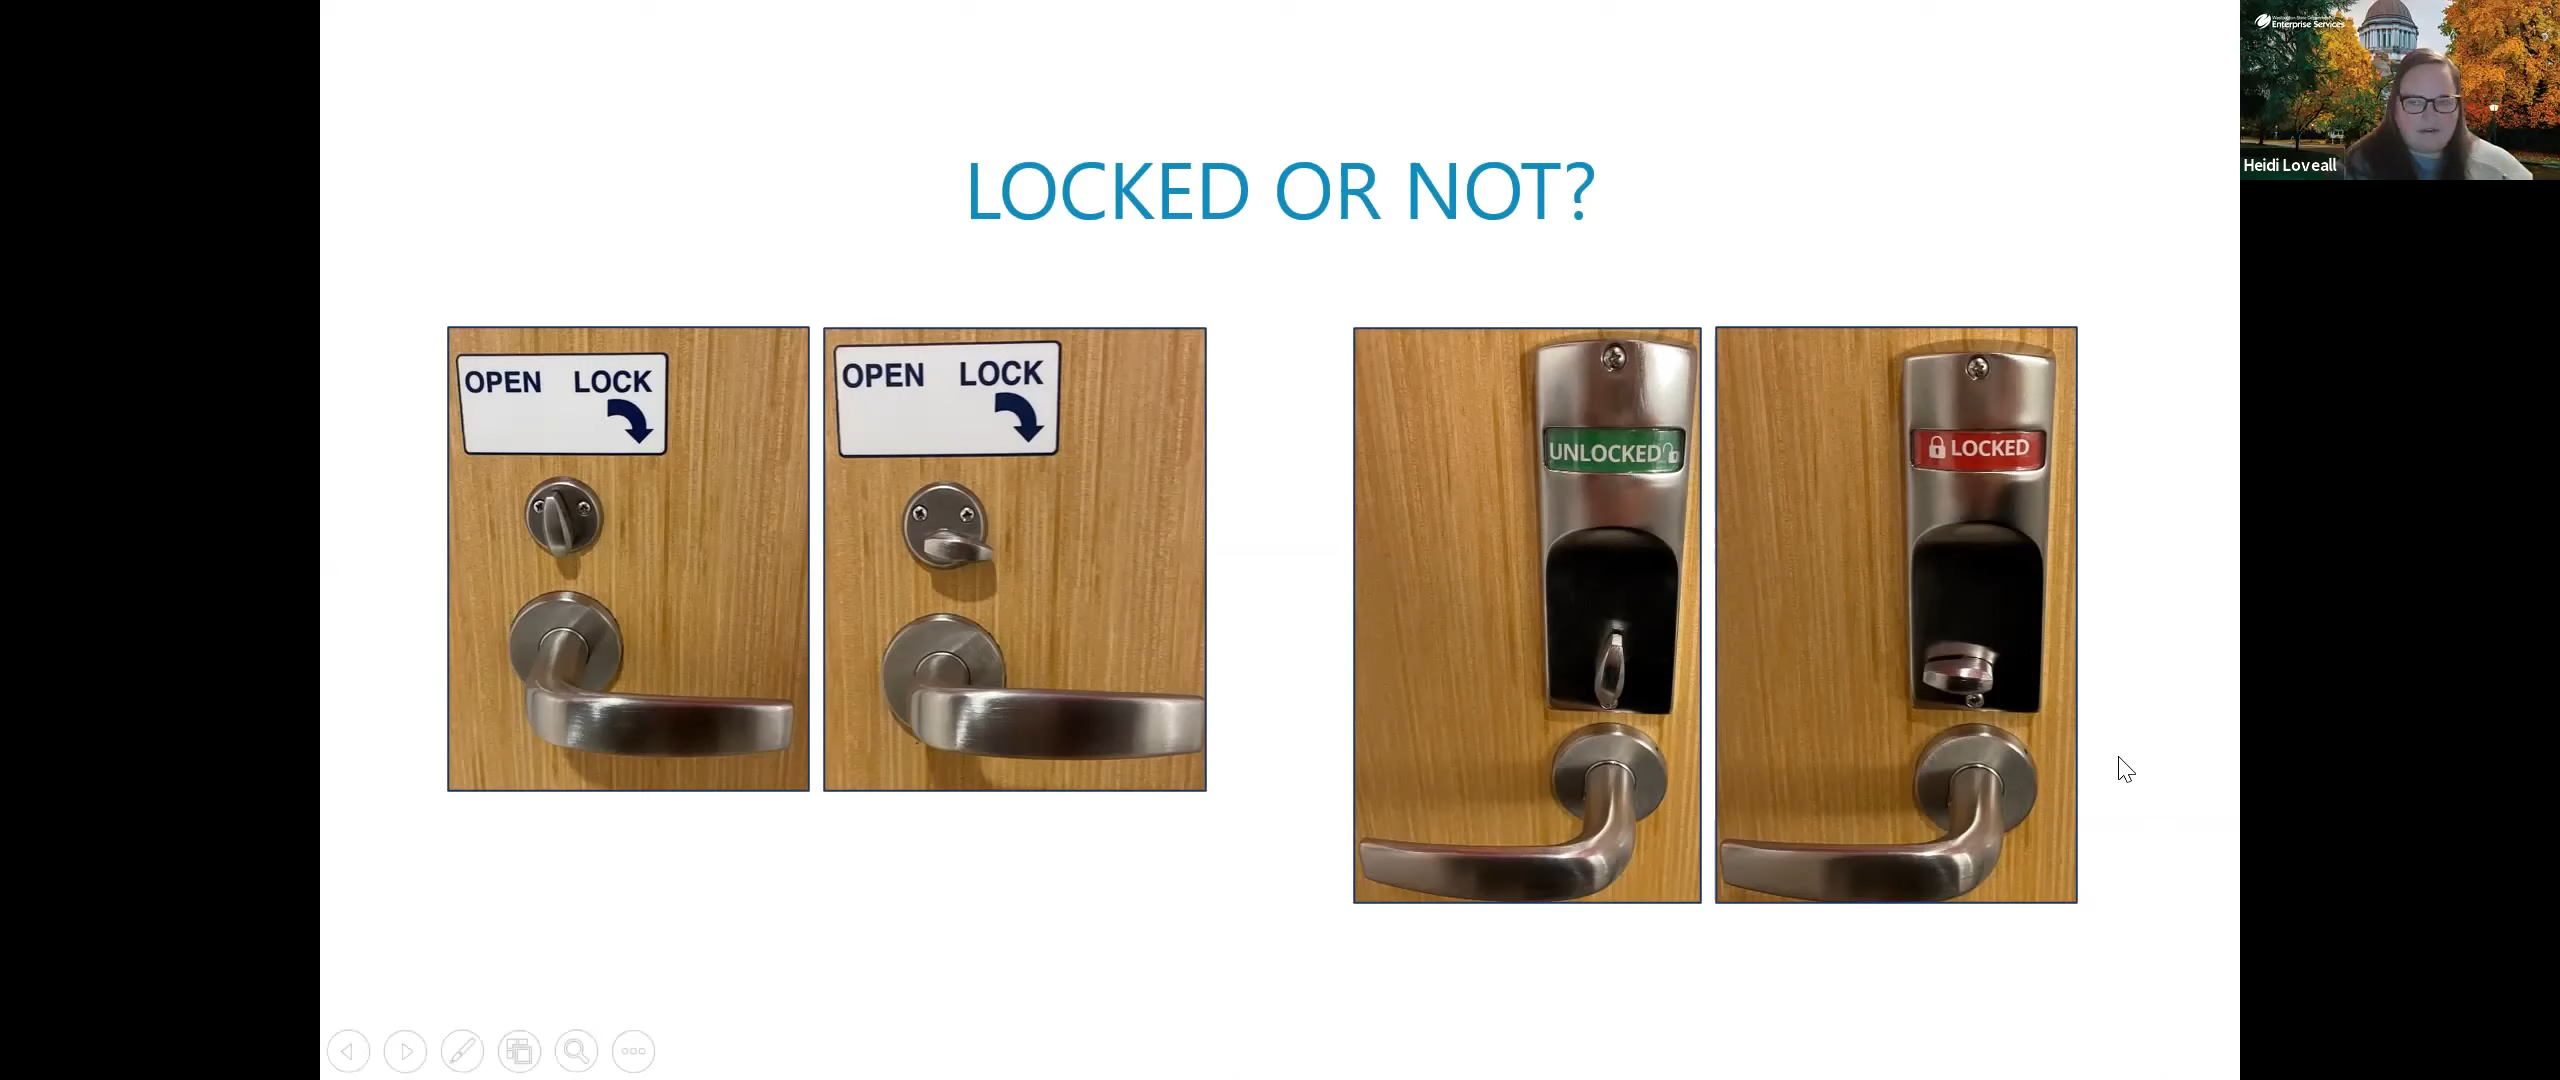 LOCKED OR NOT?
OPEN LOCK
OPEN LOCK
UNLOCKED
LOCKED
Enterprise Services
Heidi Loveall